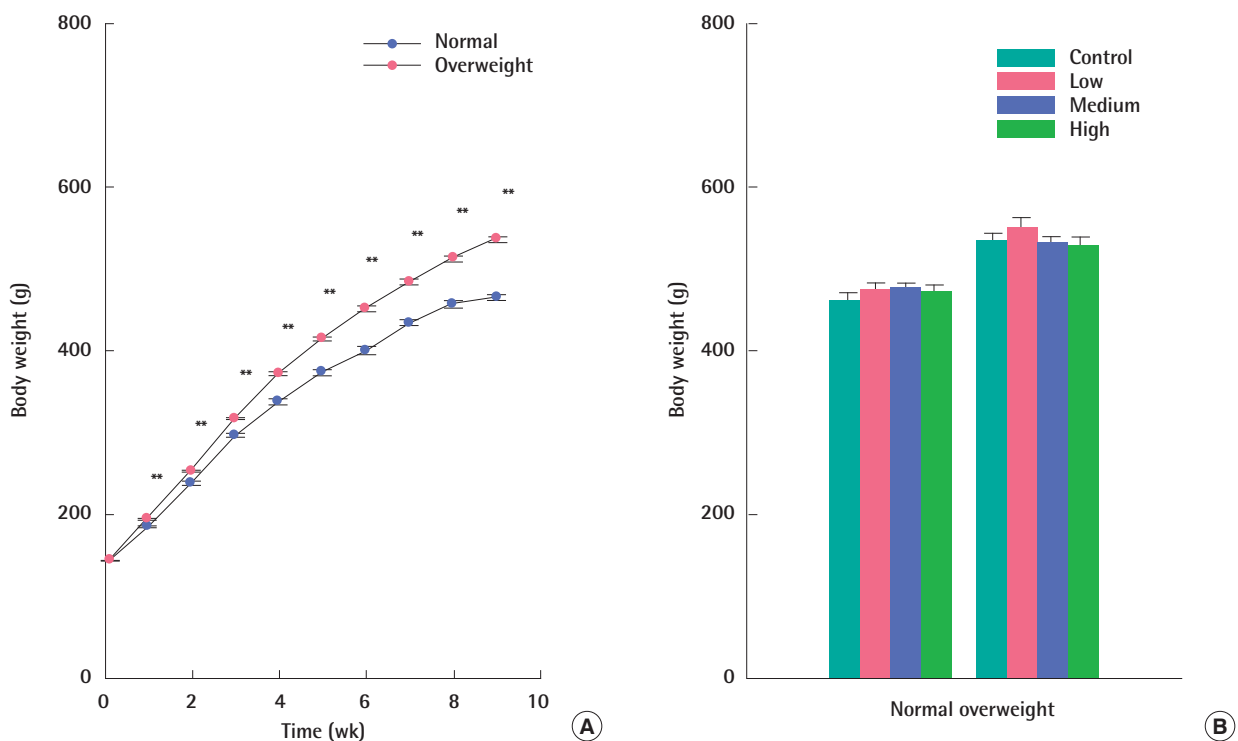 800
600
400
200
0
Body weight (g)
Normal
Overweight
**
**
**
**
**
**
**
**
**
0 2 4 6 8 10
Time (wk)
A
800
600
400
200
0
Body weight (g)
Control
Low
Medium
High
Normal overweight
B